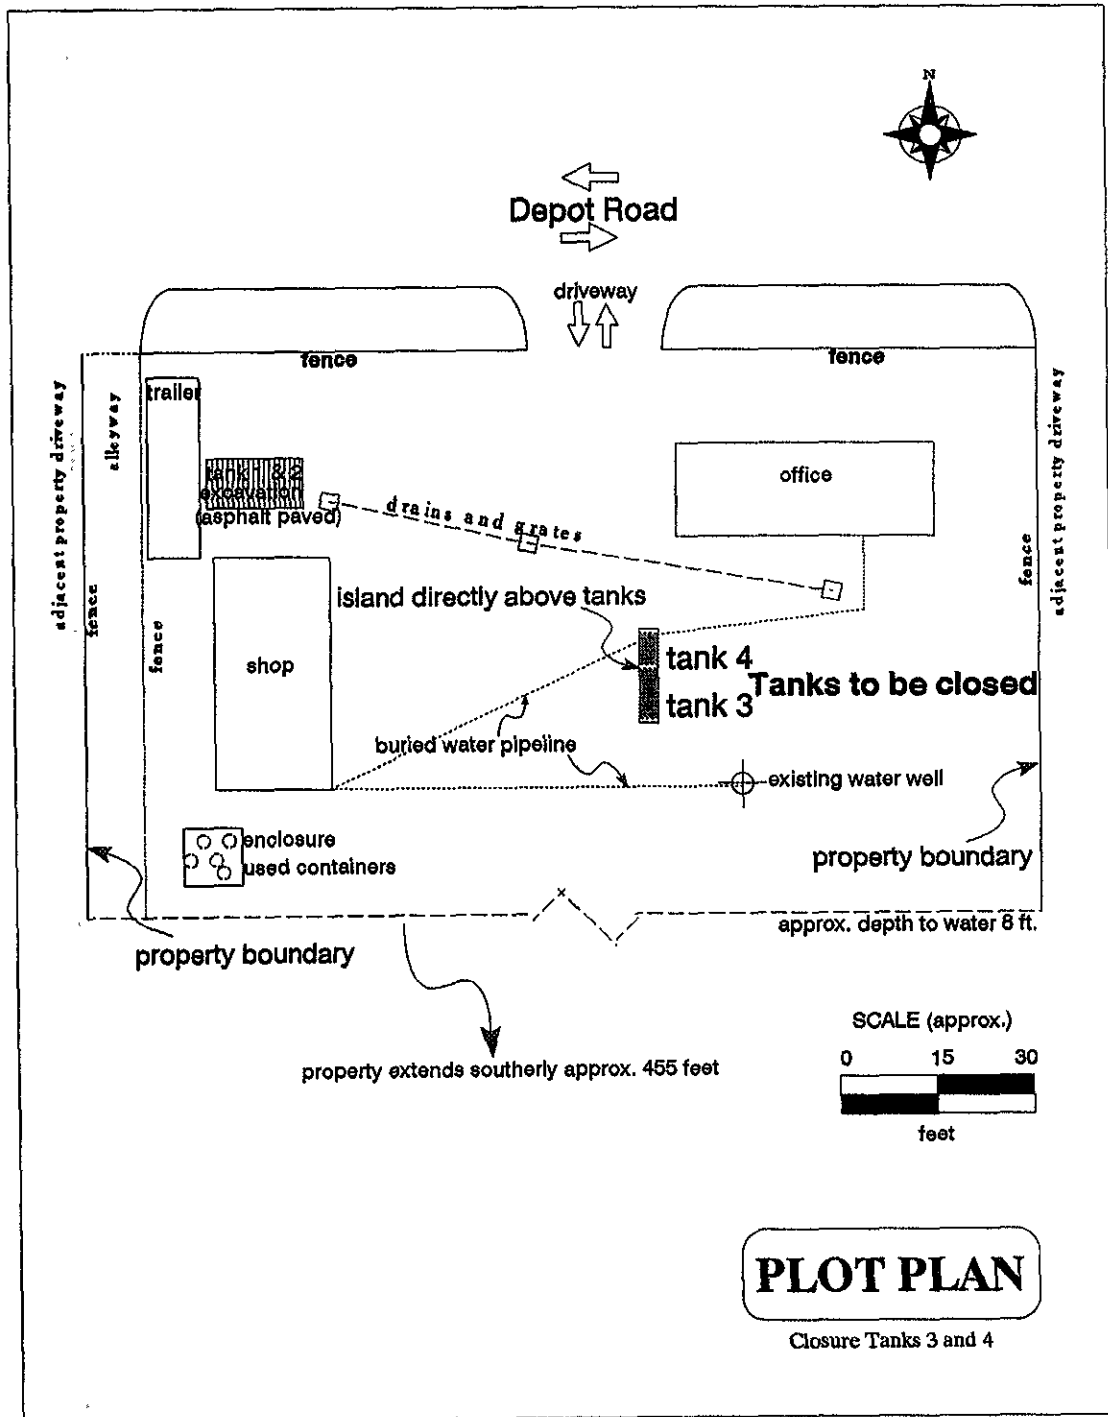 N
Depot Road
driveway
fence
fence
trailer
adjacent property driveway
alleyway
tank 1 & 2
excavation
(asphalt paved)
drains and grates
office
adjacent property driveway
fence
fence
fence
island directly above tanks
shop
tank 4
Tanks to be closed
tank 3
buried water pipeline
existing water well
enclosure
used containers
property boundary
approx. depth to water 8 ft.
property boundary
property extends southerly approx. 455 feet
SCALE (approx.)
0 15 30
feet
PLOT PLAN
Closure Tanks 3 and 4